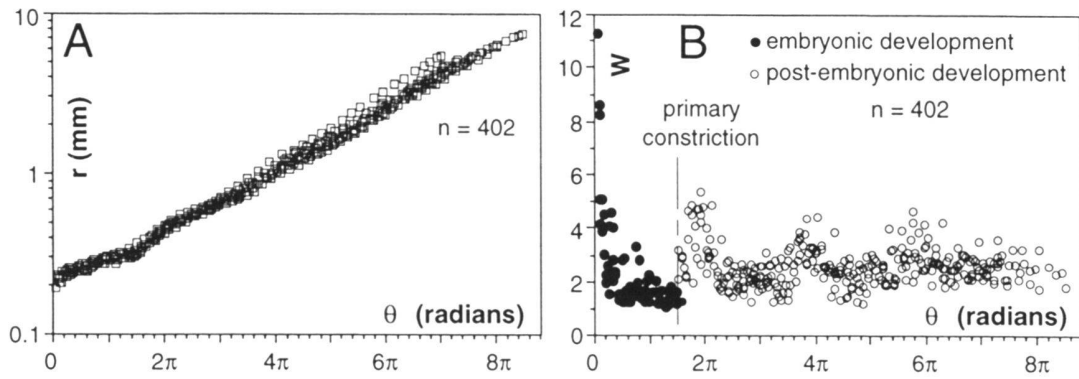 A
r (mm)
10
1
0.1
n = 402
θ (radians)
0 2π 4π 6π 8π
B
w
12
10
8
6
4
2
0
● embryonic development
○ post-embryonic development
primary
constriction
n = 402
θ (radians)
0 2π 4π 6π 8π